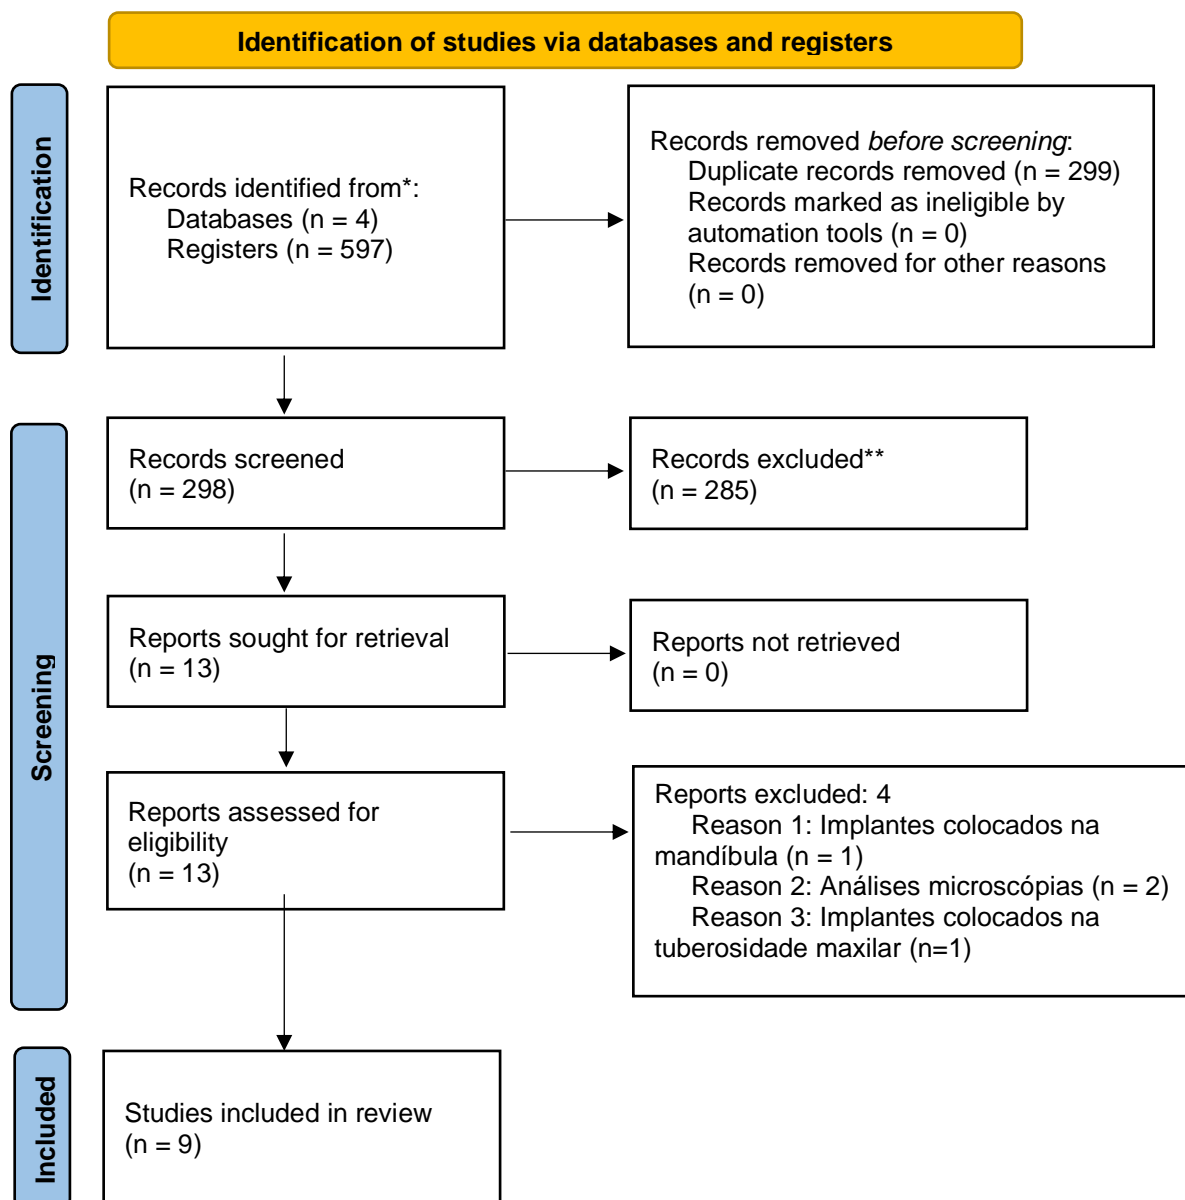 Identification of studies via databases and registers
Identification
Records identified from*:
Databases (n = 4)
Registers (n = 597)
Records removed before screening:
Duplicate records removed (n = 299)
Records marked as ineligible by
automation tools (n = 0)
Records removed for other reasons
(n = 0)
Screening
Records screened
(n = 298)
Records excluded**
(n = 285)
Reports sought for retrieval
(n = 13)
Reports not retrieved
(n = 0)
Reports assessed for
eligibility
(n = 13)
Reports excluded: 4
Reason 1: Implantes colocados na
mandíbula (n = 1)
Reason 2: Análises microscópias (n = 2)
Reason 3: Implantes colocados na
tuberosidade maxilar (n=1)
Included
Studies included in review
(n = 9)